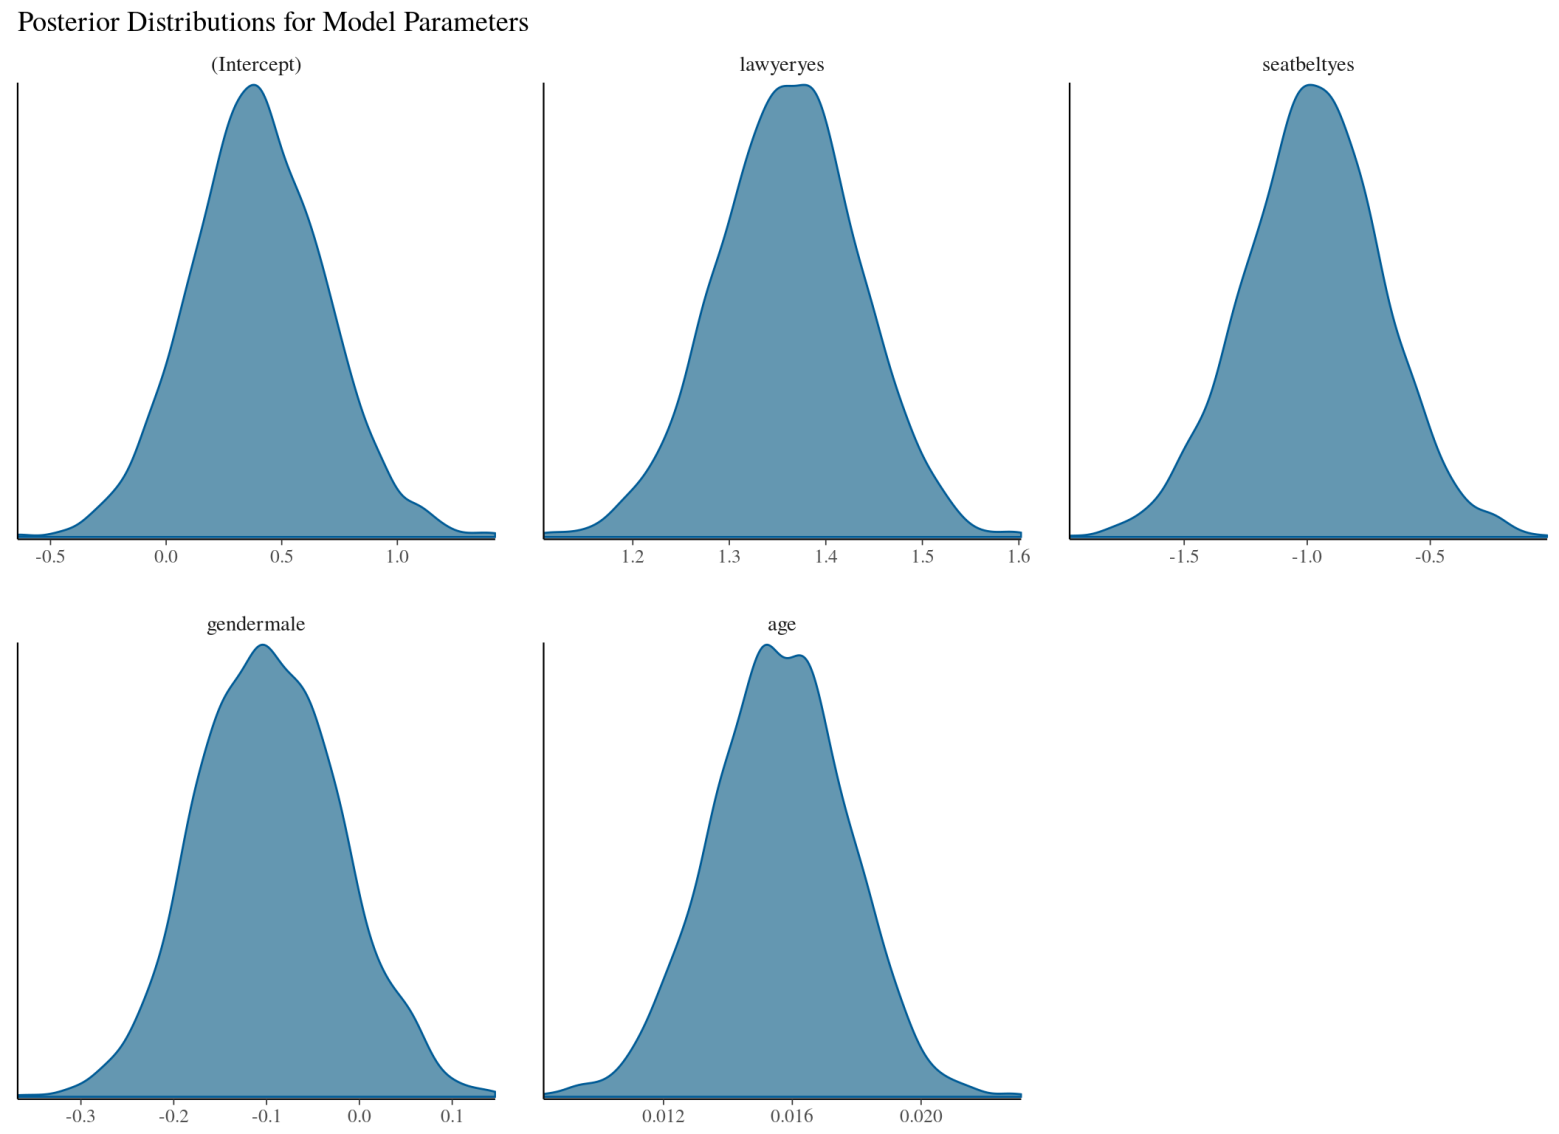 Posterior Distributions for Model Parameters
(Intercept)
lawyeryes
seatbeltyes
-0.5 0.0 0.5 1.0
1.2 1.3 1.4 1.5 1.6
-1.5 -1.0 -0.5
gendermale
age
-0.3 -0.2 -0.1 0.0 0.1
0.012 0.016 0.020